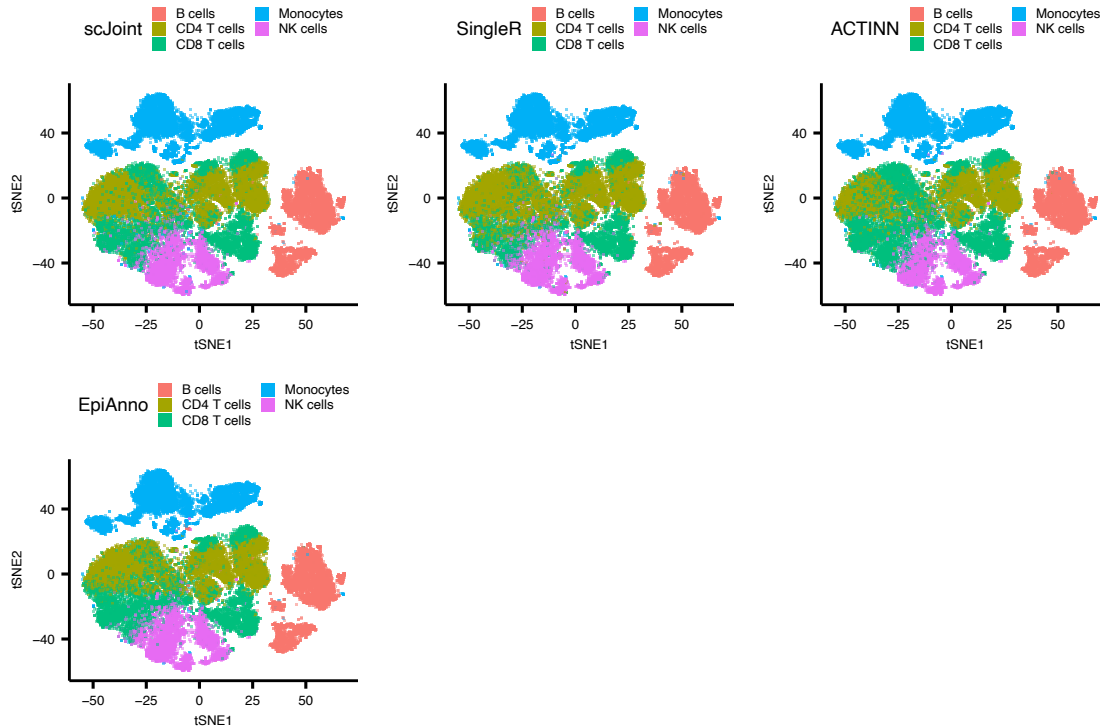 scJoint
B cells
CD4 T cells
CD8 T cells
Monocytes
NK cells
tSNE2
40
0
−40
−50
−25
0
25
50
tSNE1
SingleR
B cells
CD4 T cells
CD8 T cells
Monocytes
NK cells
tSNE2
40
0
−40
−50
−25
0
25
50
tSNE1
ACTINN
B cells
CD4 T cells
CD8 T cells
Monocytes
NK cells
tSNE2
40
0
−40
−50
−25
0
25
50
tSNE1
EpiAnno
B cells
CD4 T cells
CD8 T cells
Monocytes
NK cells
tSNE2
40
0
−40
−50
−25
0
25
50
tSNE1